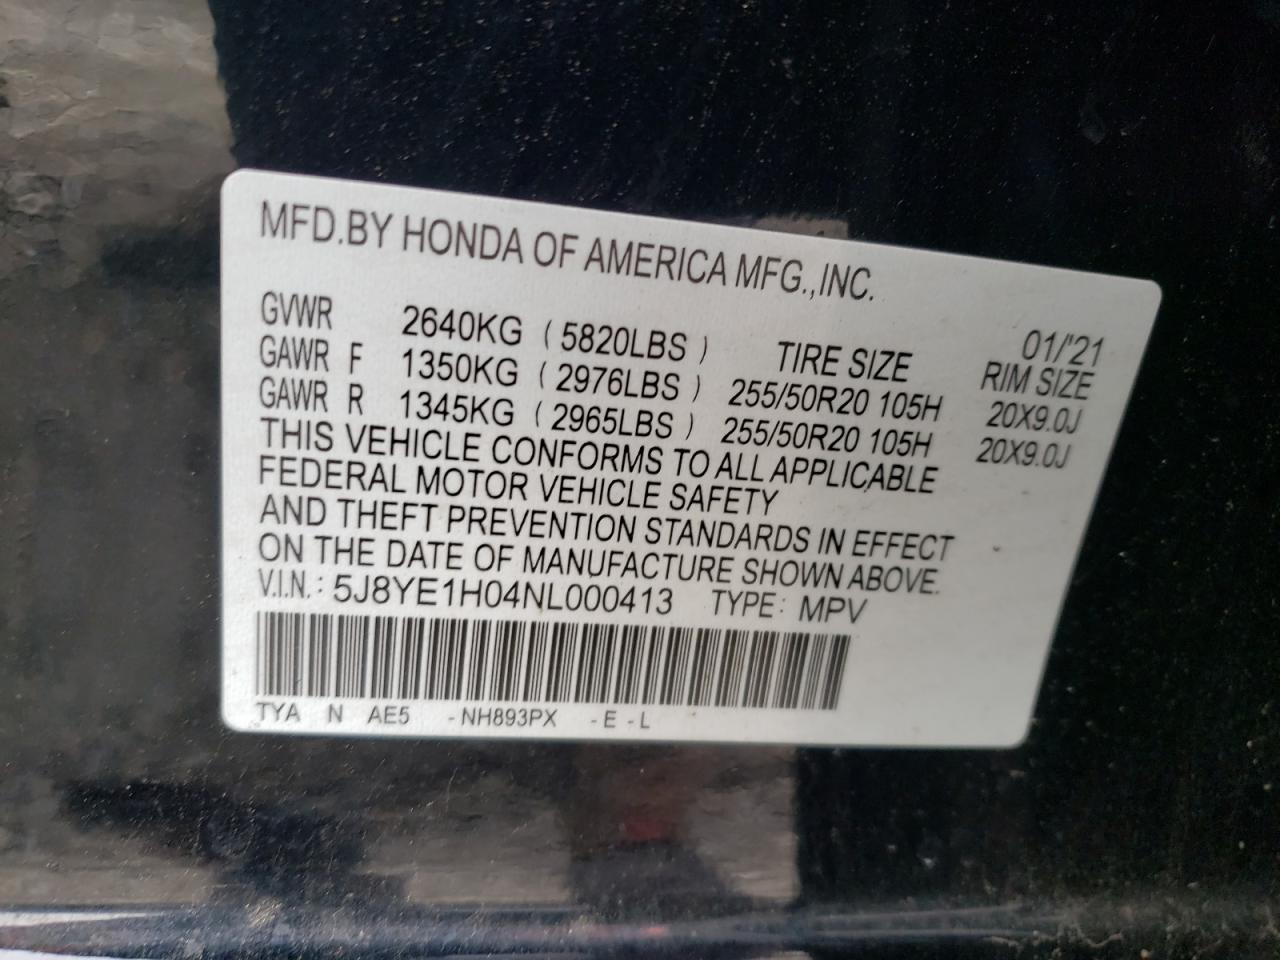 MFD.BY HONDA OF AMERICA MFG.,INC.
01/'21
GVWR 2640KG ( 5820LBS ) TIRE SIZE RIM SIZE
GAWR F 1350KG ( 2976LBS ) 255/50R20 105H 20X9.0J
GAWR R 1345KG ( 2965LBS ) 255/50R20 105H 20X9.0J
THIS VEHICLE CONFORMS TO ALL APPLICABLE
FEDERAL MOTOR VEHICLE SAFETY
AND THEFT PREVENTION STANDARDS IN EFFECT
ON THE DATE OF MANUFACTURE SHOWN ABOVE.
V.I.N.: 5J8YE1H04NL000413 TYPE: MPV
TYA N AE5 -NH893PX -E-L